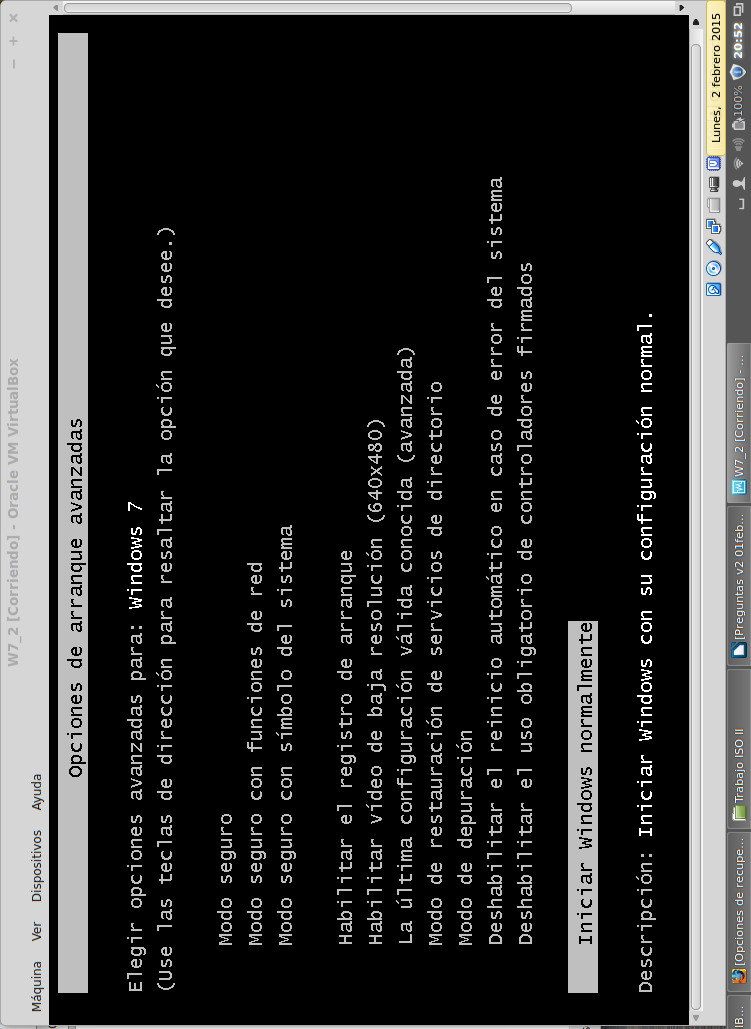 W7_2 [Corriendo] - Oracle VM VirtualBox
Máquina Ver Dispositivos Ayuda
Opciones de arranque avanzadas
Elegir opciones avanzadas para: Windows 7
(Use las teclas de dirección para resaltar la opción que desee.)
Modo seguro
Modo seguro con funciones de red
Modo seguro con símbolo del sistema
Habilitar el registro de arranque
Habilitar vídeo de baja resolución (640x480)
La última configuración válida conocida (avanzada)
Modo de restauración de servicios de directorio
Modo de depuración
Deshabilitar el reinicio automático en caso de error del sistema
Deshabilitar el uso obligatorio de controladores firmados
Iniciar Windows normalmente
Descripción: Iniciar Windows con su configuración normal.
Lunes, 2 febrero 2015
B... [Opciones de recupe... Trabajo ISO II [Preguntas v2 01feb... W7_2 [Corriendo] - ... 100% 20:52